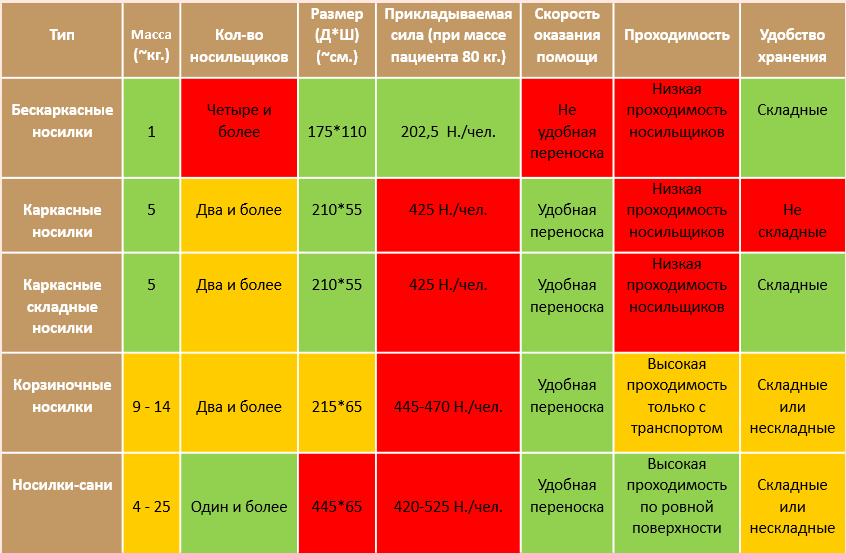 Тип
Масса
(~кг.)
Кол-во
носильщиков
Размер
(Д*Ш)
(~см.)
Прикладываемая
сила (при массе
пациента 80 кг.)
Скорость
оказания
помощи
Проходимость
Удобство
хранения
Бескаркасные
носилки
1
Четыре и
более
175*110
202,5 Н./чел.
Не
удобная
переноска
Низкая
проходимость
носильщиков
Складные
Каркасные
носилки
5
Два и более
210*55
425 Н./чел.
Удобная
переноска
Низкая
проходимость
носильщиков
Не
складные
Каркасные
складные
носилки
5
Два и более
210*55
425 Н./чел.
Удобная
переноска
Низкая
проходимость
носильщиков
Складные
Корзиночные
носилки
9 - 14
Два и более
215*65
445-470 Н./чел.
Удобная
переноска
Высокая
проходимость
только с
транспортом
Складные
или
нескладные
Носилки-сани
4 - 25
Один и более
445*65
420-525 Н./чел.
Удобная
переноска
Высокая
проходимость
по ровной
поверхности
Складные
или
нескладные